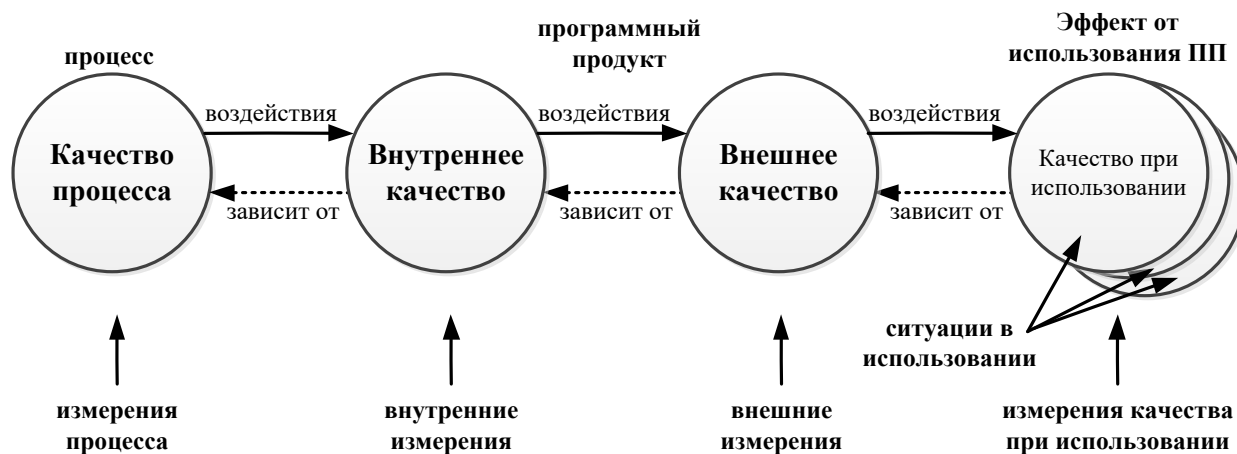 процесс
программный
продукт
Эффект от
использования ПП
воздействия
воздействия
воздействия
Качество
процесса
Внутреннее
качество
Внешнее
качество
Качество при
использовании
зависит от
зависит от
зависит от
ситуации в
использовании
измерения
процесса
внутренние
измерения
внешние
измерения
измерения качества
при использовании